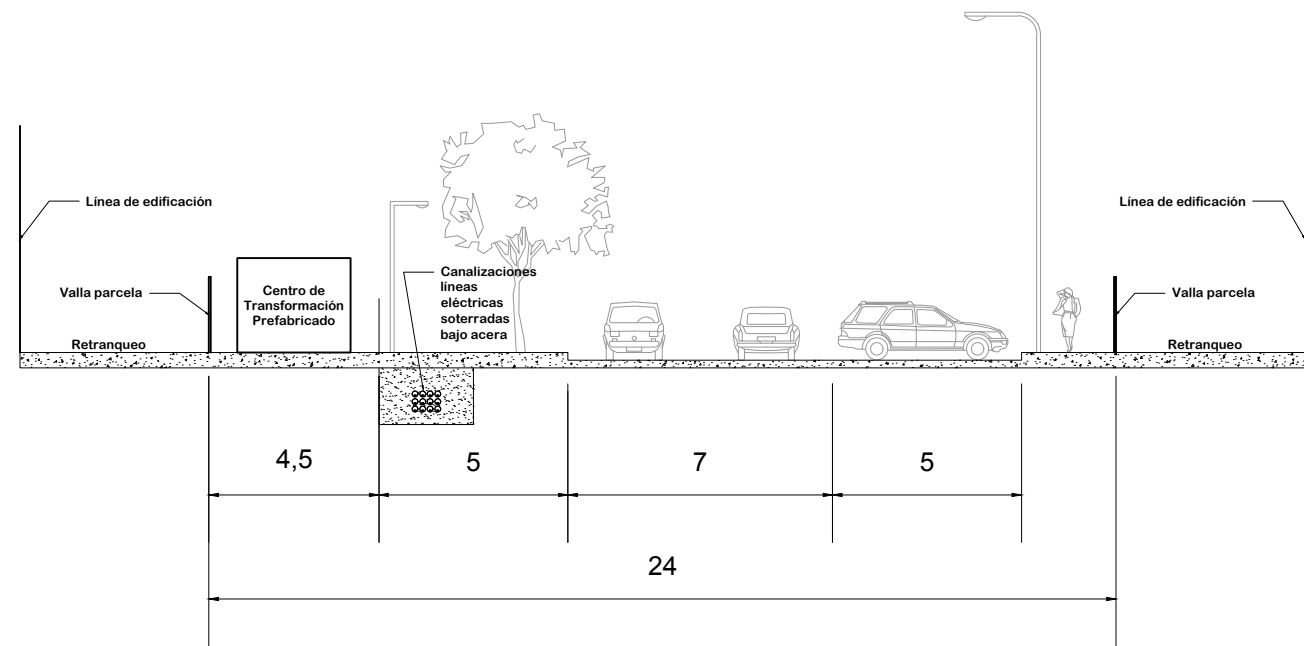 Línea de edificación
Línea de edificación
Canalizaciones
líneas
eléctricas
soterradas
bajo acera
Centro de
Transformación
Prefabricado
Valla parcela
Valla parcela
Retranqueo
Retranqueo
4,5
5
7
5
24